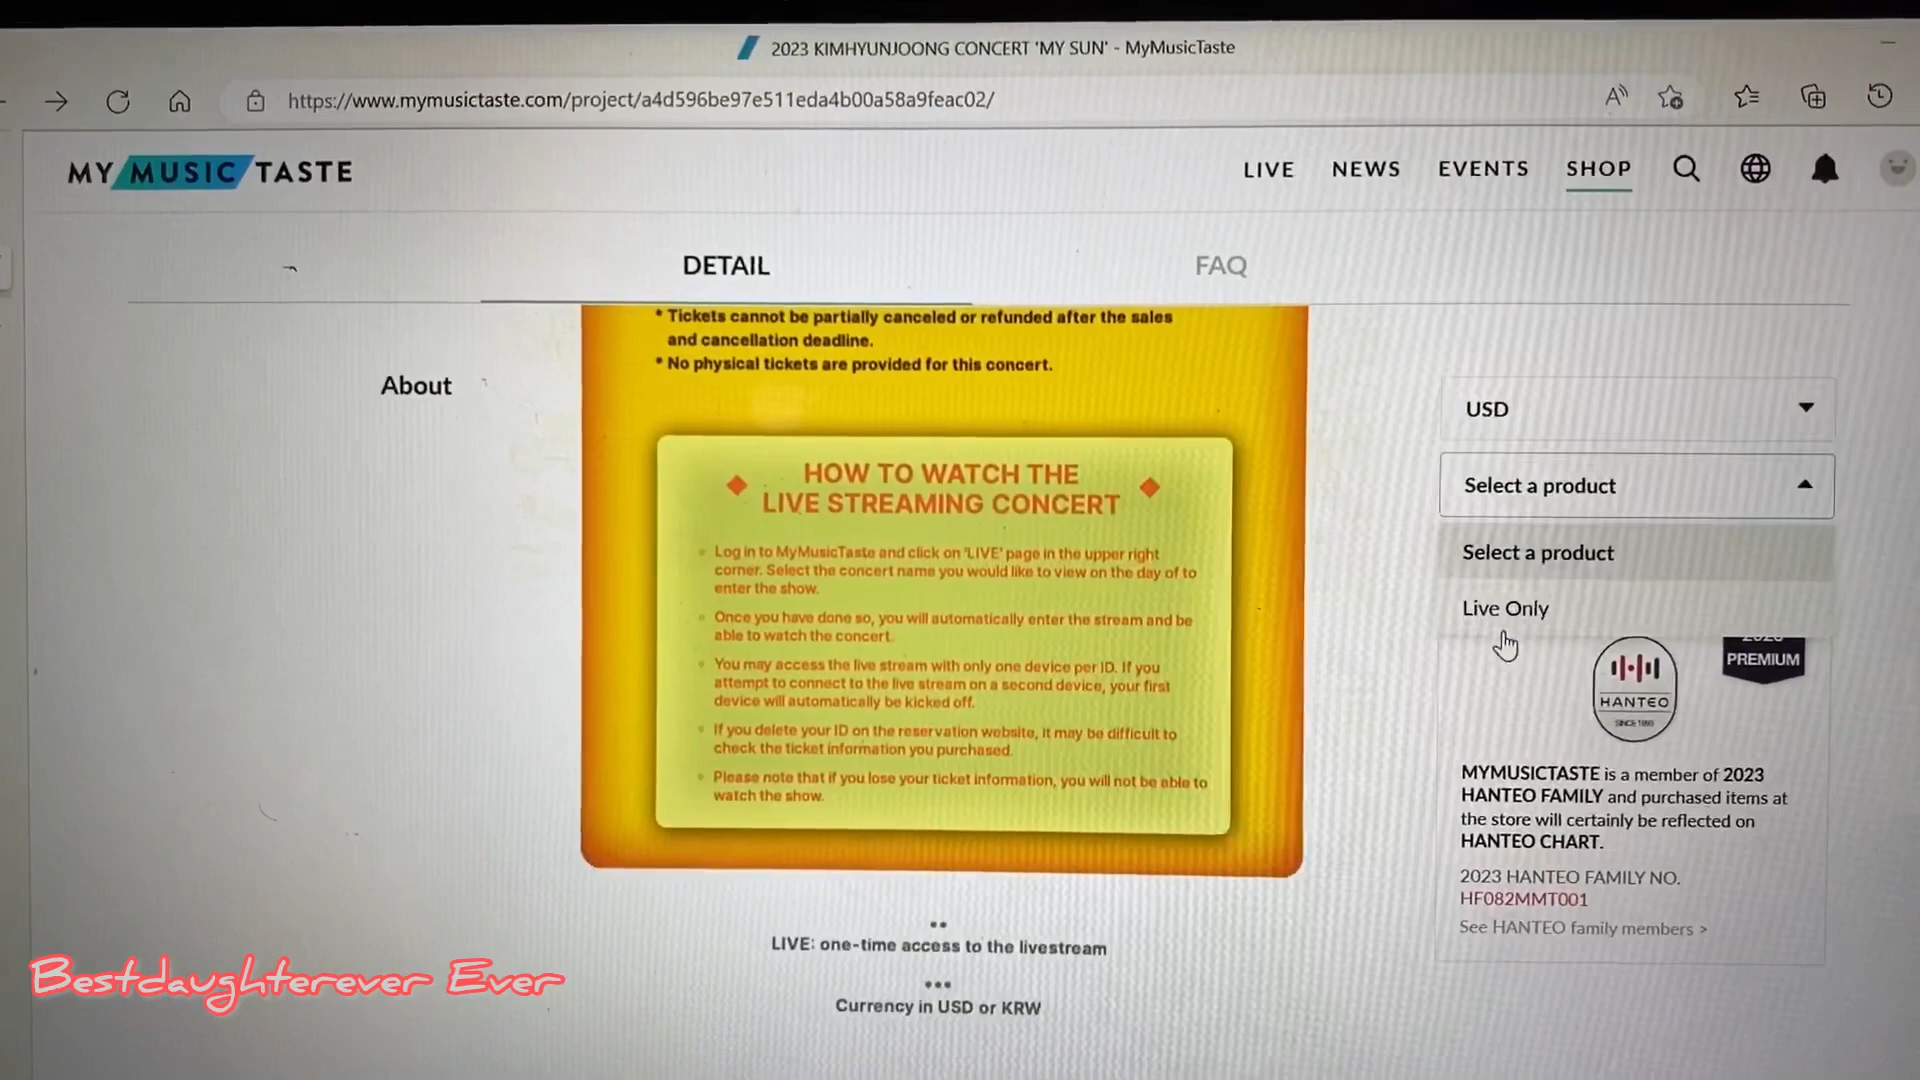 2023 KIMHYUNJOONG CONCERT 'MY SUN' - MyMusicTaste
https://www.mymusictaste.com/project/a4d596be97e511eda4b00a58a9feac02/
MY MUSIC TASTE
LIVE NEWS EVENTS SHOP
DETAIL FAQ
* Tickets cannot be partially canceled or refunded after the sales
and cancellation deadline.
* No physical tickets are provided for this concert.
About
HOW TO WATCH THE
LIVE STREAMING CONCERT
Log in to MyMusicTaste and click on 'LIVE' page in the upper right
corner. Select the concert name you would like to view on the day of to
enter the show.
Once you have done so, you will automatically enter the stream and be
able to watch the concert.
You may access the live stream with only one device per ID. If you
attempt to connect to the live stream on a second device, your first
device will automatically be kicked off.
If you delete your ID on the reservation website, it may be difficult to
check the ticket information you purchased.
Please note that if you lose your ticket information, you will not be able to
watch the show.
**
LIVE: one-time access to the livestream
***
Currency in USD or KRW
USD
Select a product
Select a product
Live Only
HANTEO
2023
PREMIUM
MYMUSICTASTE is a member of 2023
HANTEO FAMILY and purchased items at
the store will certainly be reflected on
HANTEO CHART.
2023 HANTEO FAMILY NO.
HF082MMT001
See HANTEO family members >
Bestdaughterever Ever